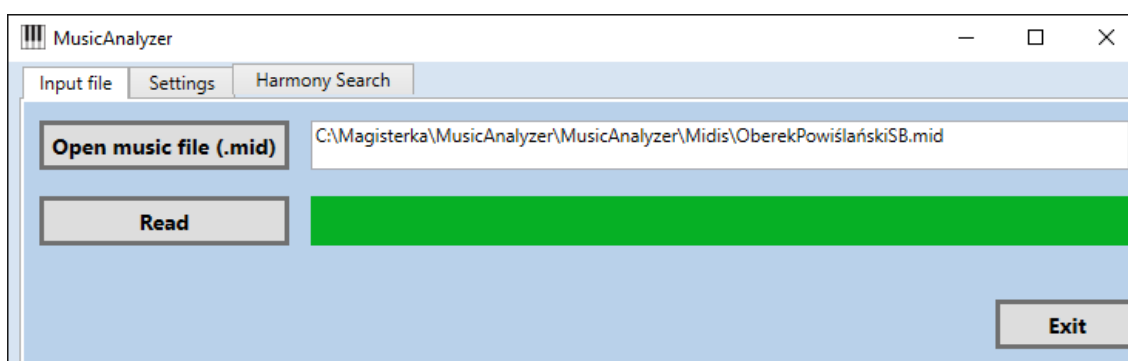 MusicAnalyzer
Input file Settings Harmony Search
Open music file (.mid) C:\Magisterka\MusicAnalyzer\MusicAnalyzer\Midis\OberekPowiślańskiSB.mid
Read
Exit